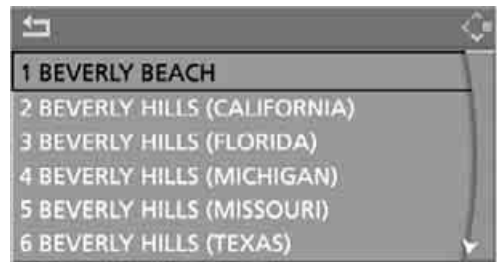 1 BEVERLY BEACH
2 BEVERLY HILLS (CALIFORNIA)
3 BEVERLY HILLS (FLORIDA)
4 BEVERLY HILLS (MICHIGAN)
5 BEVERLY HILLS (MISSOURI)
6 BEVERLY HILLS (TEXAS)